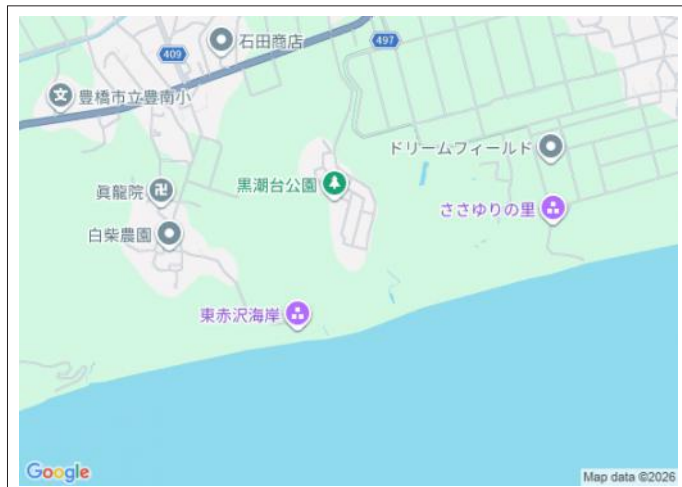 石田商店
409
497
豊橋市立豊南小
ドリームフィールド
眞龍院
黒潮台公園
ささゆりの里
白柴農園
東赤沢海岸
Google
Map data ©2026